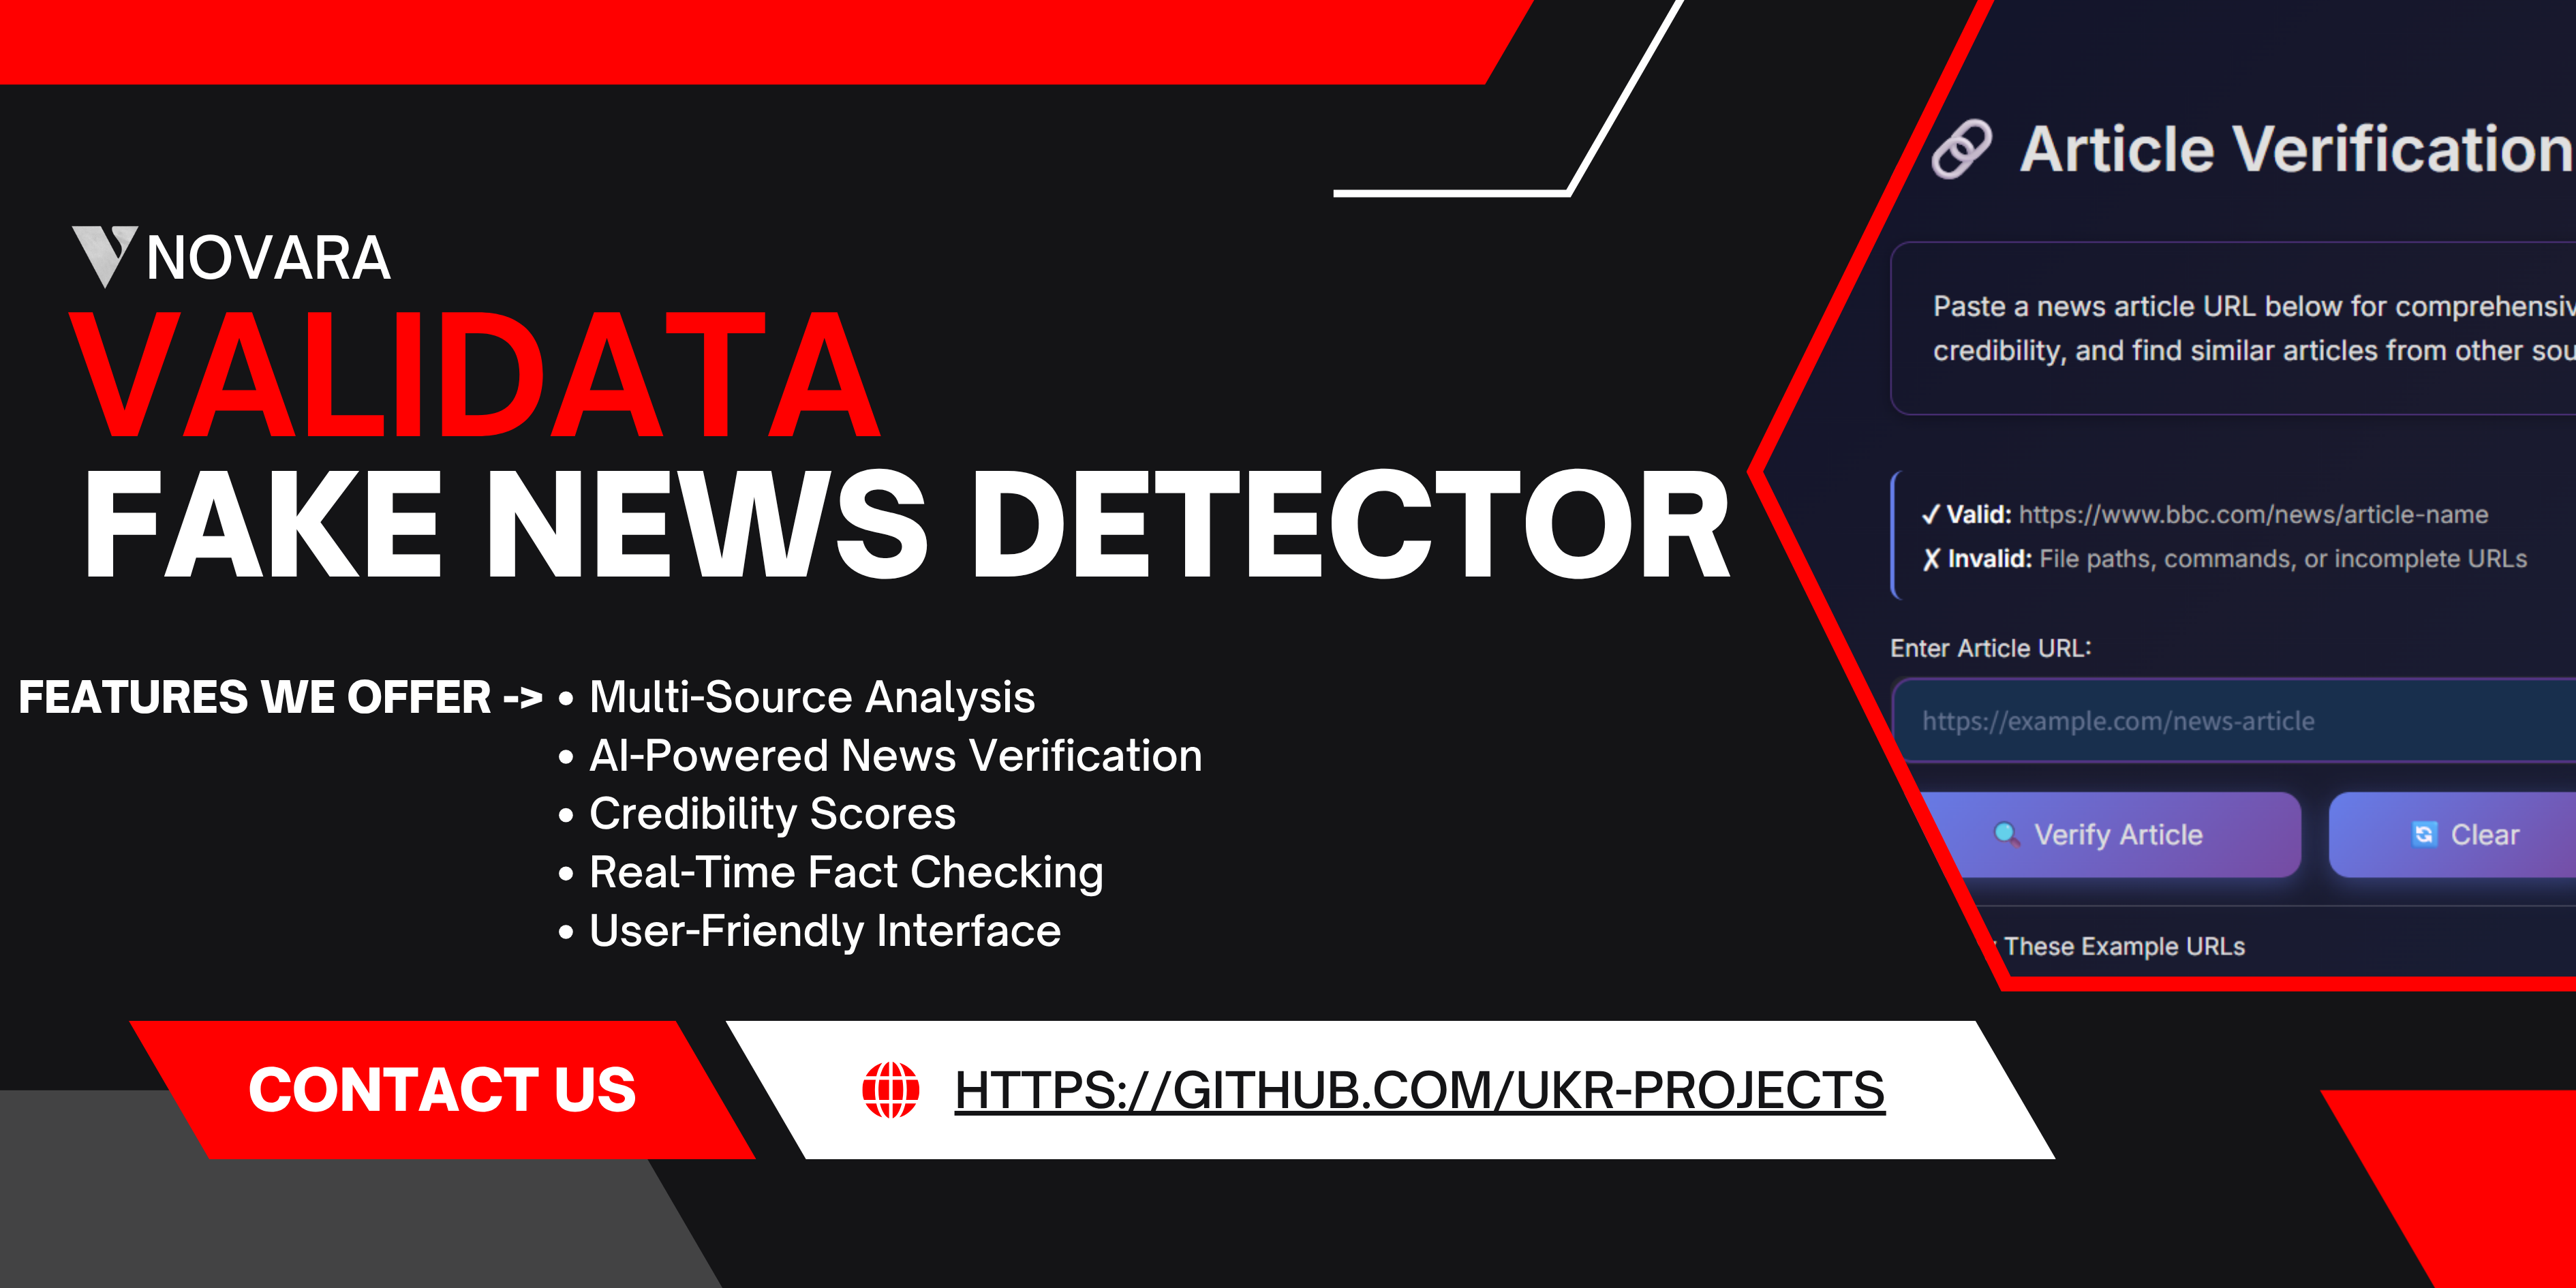 NOVARA
VALIDATA
FAKE NEWS DETECTOR
FEATURES WE OFFER -> • Multi-Source Analysis
• AI-Powered News Verification
• Credibility Scores
• Real-Time Fact Checking
• User-Friendly Interface
CONTACT US
HTTPS://GITHUB.COM/UKR-PROJECTS
🔗 Article Verification
Paste a news article URL below for
credibility, and find similar articles from other
✓ Valid: https://www.bbc.com/news/article-name
✗ Invalid: File paths, commands, or incomplete URLs
Enter Article URL:
https://example.com/news-article
🔍 Verify Article
🔄 Clear
These Example URLs